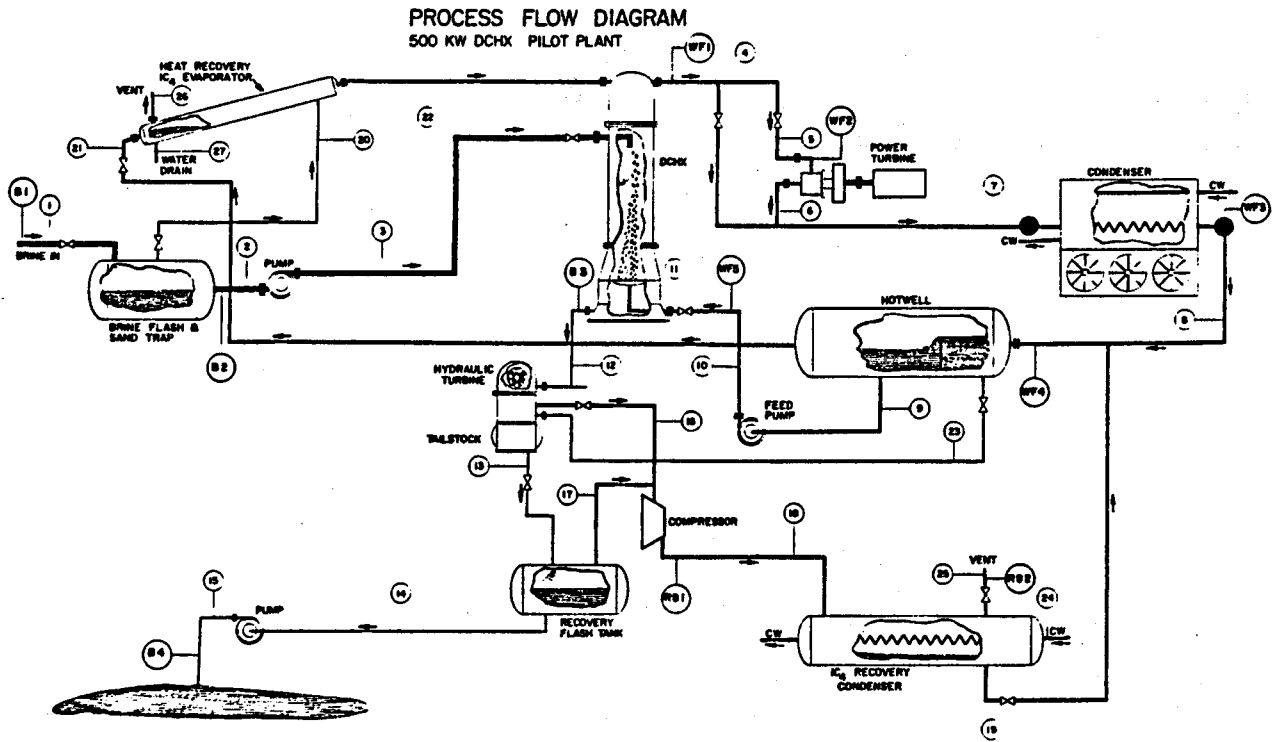 PROCESS FLOW DIAGRAM
500 KW DCHX PILOT PLANT
WF1
4
HEAT RECOVERY
IC4 EVAPORATOR
VENT
26
22
20
5
WF2
21
27
WATER
DRAIN
DCHX
POWER
TURBINE
6
7
CONDENSER
CW
WF3
CW
B1
1
BRINE IN
2
PUMP
3
B3
11
WF5
HOTWELL
8
BRINE FLASH &
SAND TRAP
B2
12
10
HYDRAULIC
TURBINE
FEED
PUMP
9
WF4
TAILSTOCK
16
23
13
17
COMPRESSOR
18
15
PUMP
14
RECOVERY
FLASH TANK
RS1
VENT
25
RS2
24
CW
CW
IC4 RECOVERY
CONDENSER
B4
19